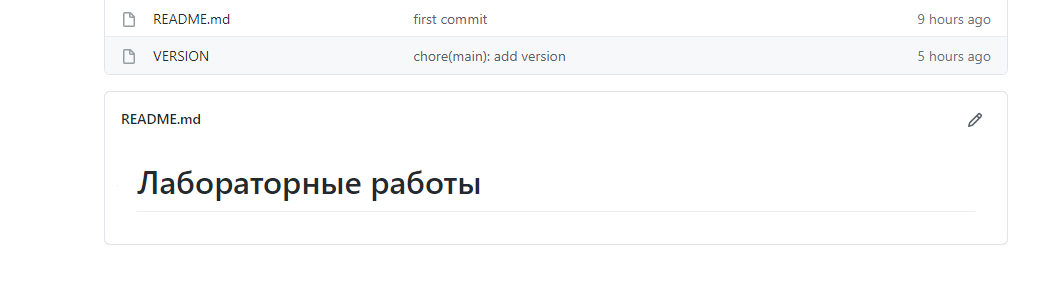 README.md first commit 9 hours ago
VERSION chore(main): add version 5 hours ago
README.md
Лабораторные работы